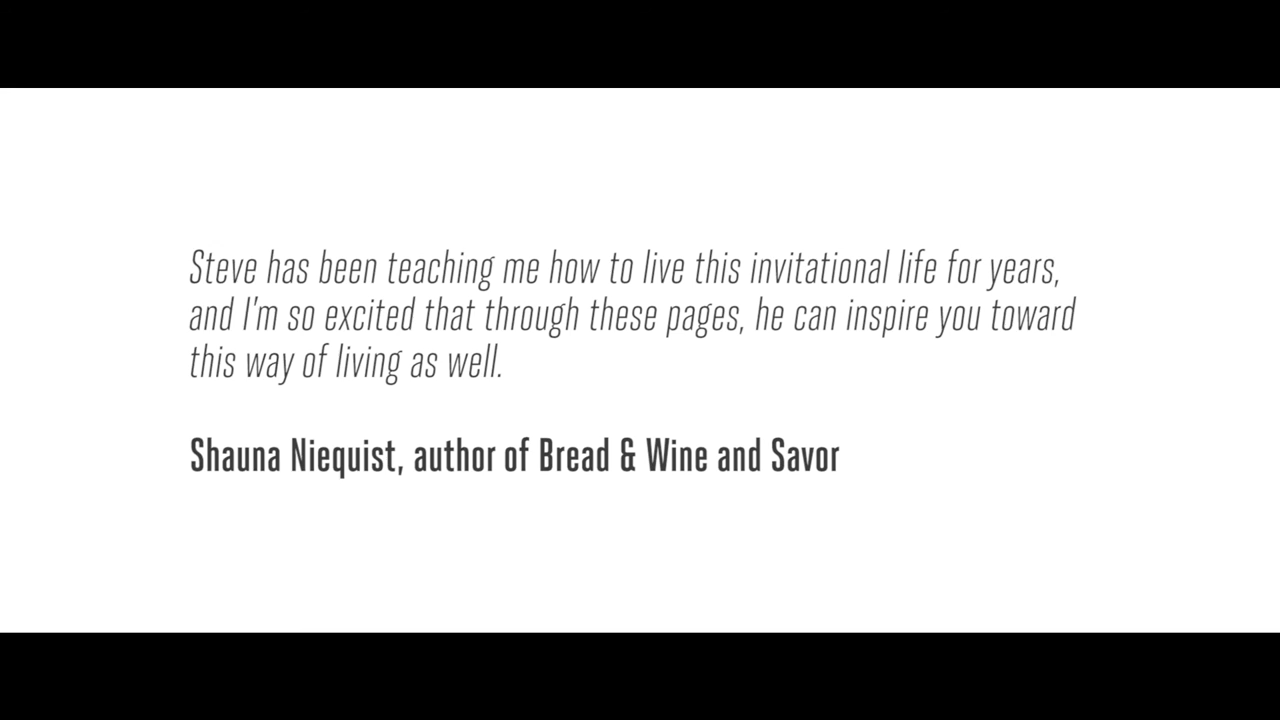 Steve has been teaching me how to live this invitational life for years,
and I'm so excited that through these pages, he can inspire you toward
this way of living as well.
Shauna Niequist, author of Bread & Wine and Savor